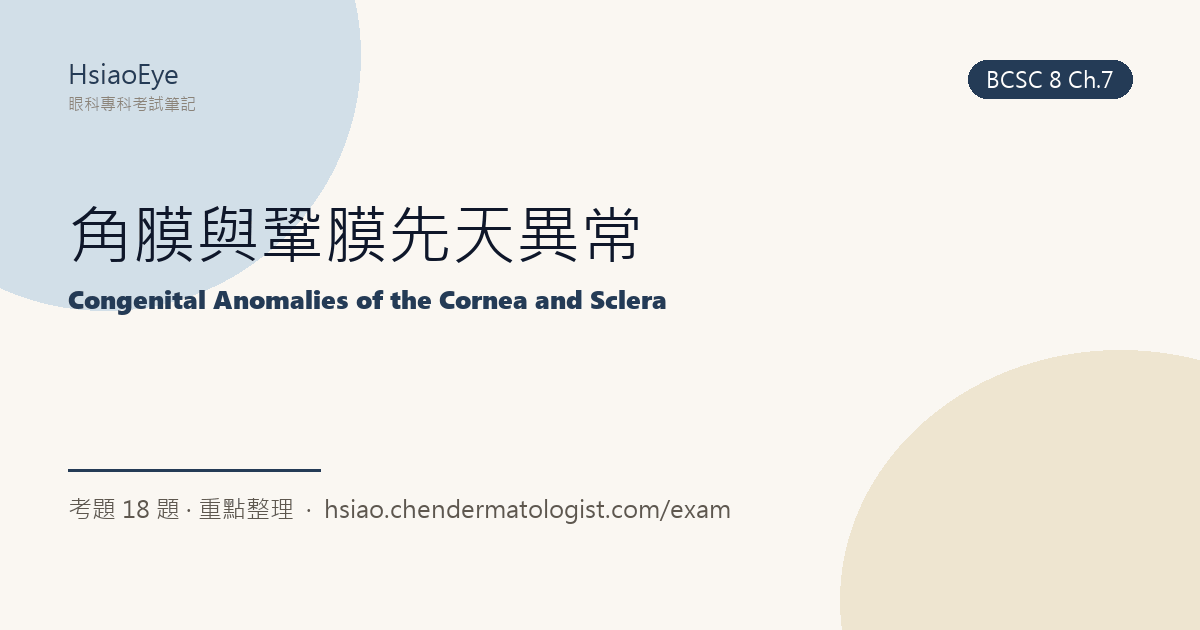 HsiaoEye
眼科專科考試筆記
BCSC 8 Ch.7
角膜與鞏膜先天異常
Congenital Anomalies of the Cornea and Sclera
考題 18 題 · 重點整理 · hsiao.chendermatologist.com/exam